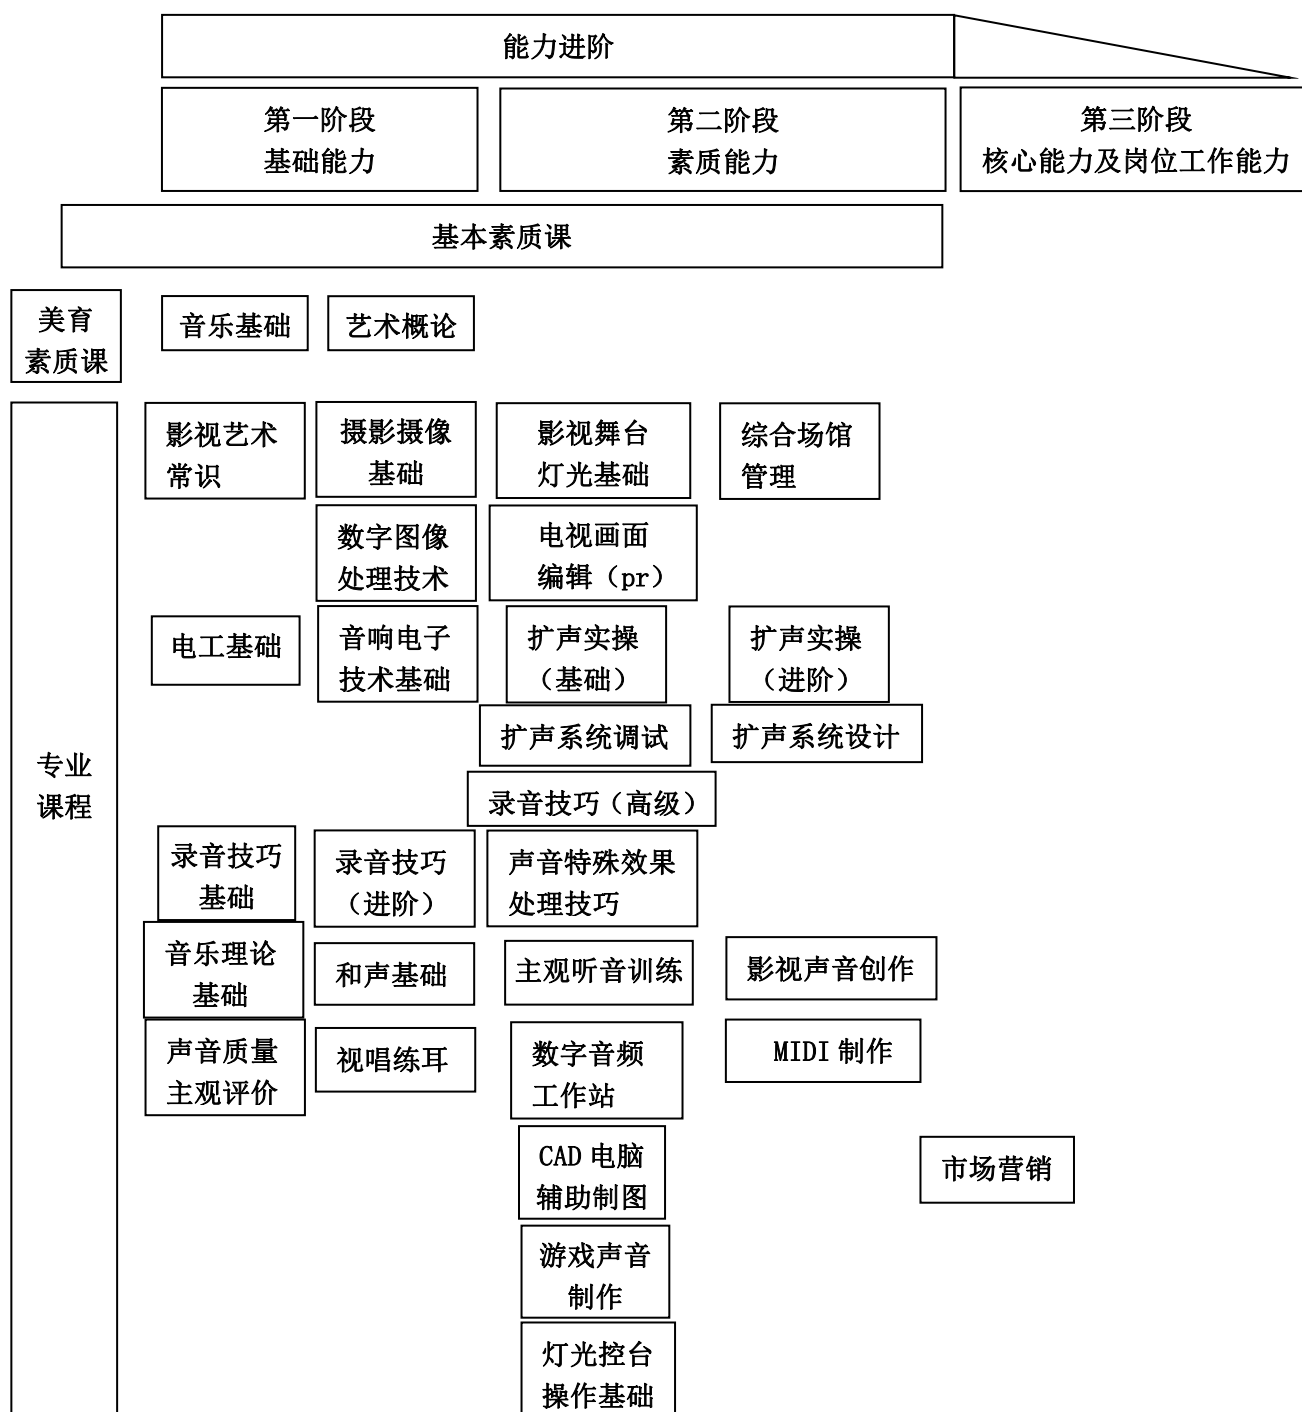 能力进阶
第一阶段
基础能力
第二阶段
素质能力
第三阶段
核心能力及岗位工作能力
基本素质课
美育
素质课
音乐基础
艺术概论
专业
课程
影视艺术
常识
摄影摄像
基础
影视舞台
灯光基础
综合场馆
管理
数字图像
处理技术
电视画面
编辑（pr）
电工基础
音响电子
技术基础
扩声实操
（基础）
扩声实操
（进阶）
扩声系统调试
扩声系统设计
录音技巧（高级）
录音技巧
基础
录音技巧
（进阶）
声音特殊效果
处理技巧
音乐理论
基础
和声基础
主观听音训练
影视声音创作
声音质量
主观评价
视唱练耳
数字音频
工作站
MIDI 制作
CAD 电脑
辅助制图
市场营销
游戏声音
制作
灯光控台
操作基础